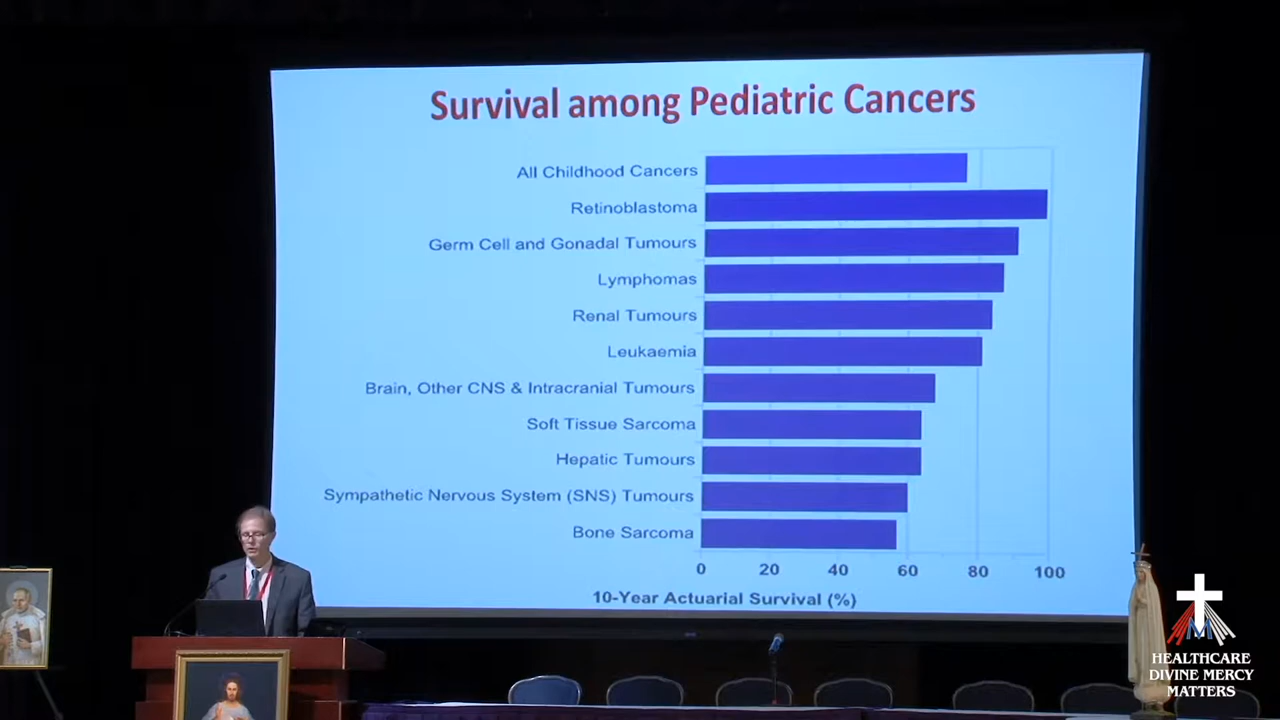 Survival among Pediatric Cancers
All Childhood Cancers
Retinoblastoma
Germ Cell and Gonadal Tumours
Lymphomas
Renal Tumours
Leukaemia
Brain, Other CNS & Intracranial Tumours
Soft Tissue Sarcoma
Hepatic Tumours
Sympathetic Nervous System (SNS) Tumours
Bone Sarcoma
0 20 40 60 80 100
10-Year Actuarial Survival (%)
HEALTHCARE
DIVINE MERCY
MATTERS